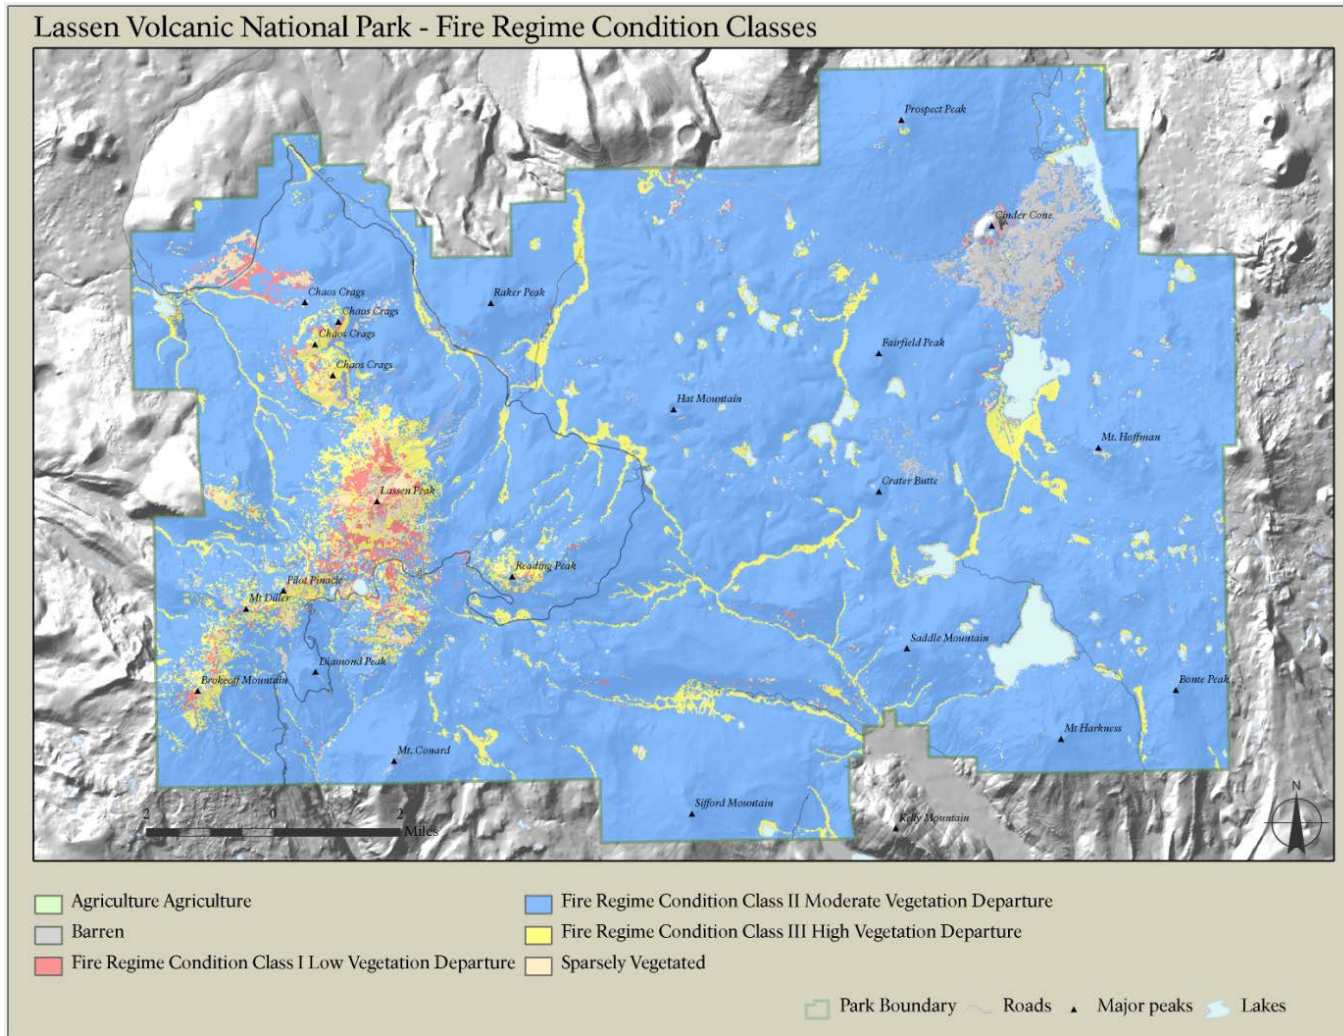 Lassen Volcanic National Park - Fire Regime Condition Classes
Prospect Peak
Cinder Cone
Chaos Crags
Raker Peak
Chaos Crags
Chaos Crags
Fairfield Peak
Chaos Crags
Hat Mountain
Mt. Hoffman
Lassen Peak
Crater Butte
Reading Peak
Pilot Pinacle
Mt Diller
Saddle Mountain
Diamond Peak
Brokeoff Mountain
Bonte Peak
Mt Harkness
Mt. Conard
Sifford Mountain
Kelly Mountain
N
2 0 2
Miles
Agriculture Agriculture
Barren
Fire Regime Condition Class I Low Vegetation Departure
Fire Regime Condition Class II Moderate Vegetation Departure
Fire Regime Condition Class III High Vegetation Departure
Sparsely Vegetated
Park Boundary
Roads
Major peaks
Lakes